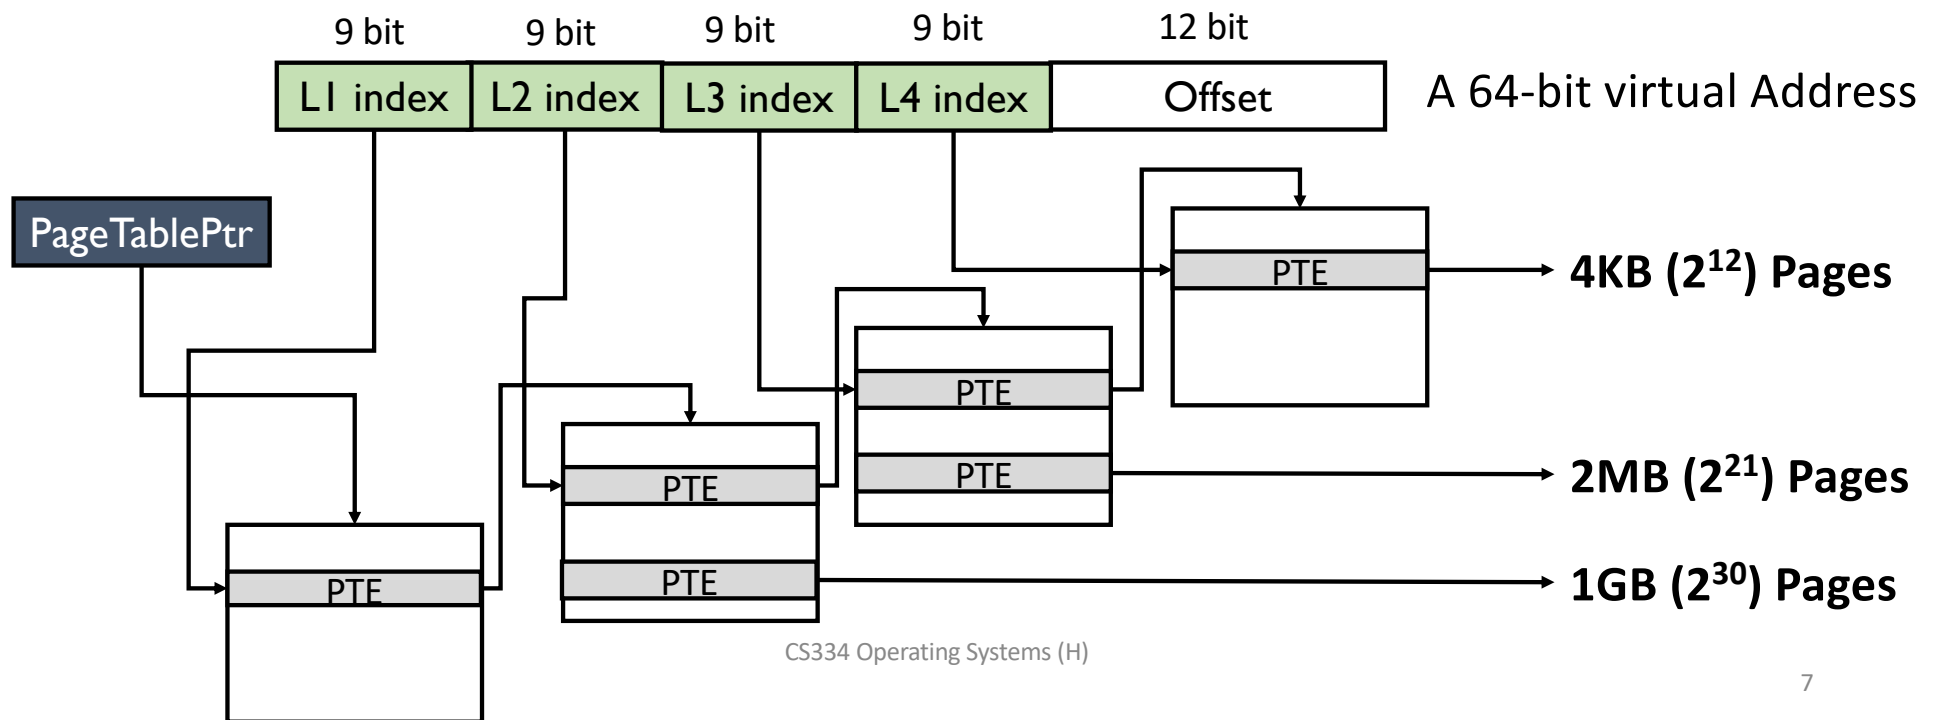 9 bit 9 bit 9 bit 9 bit 12 bit
L1 index L2 index L3 index L4 index Offset A 64-bit virtual Address
PageTablePtr
PTE 4KB (2¹²) Pages
PTE
PTE 2MB (2²¹) Pages
PTE
PTE 1GB (2³⁰) Pages
PTE
CS334 Operating Systems (H)
7